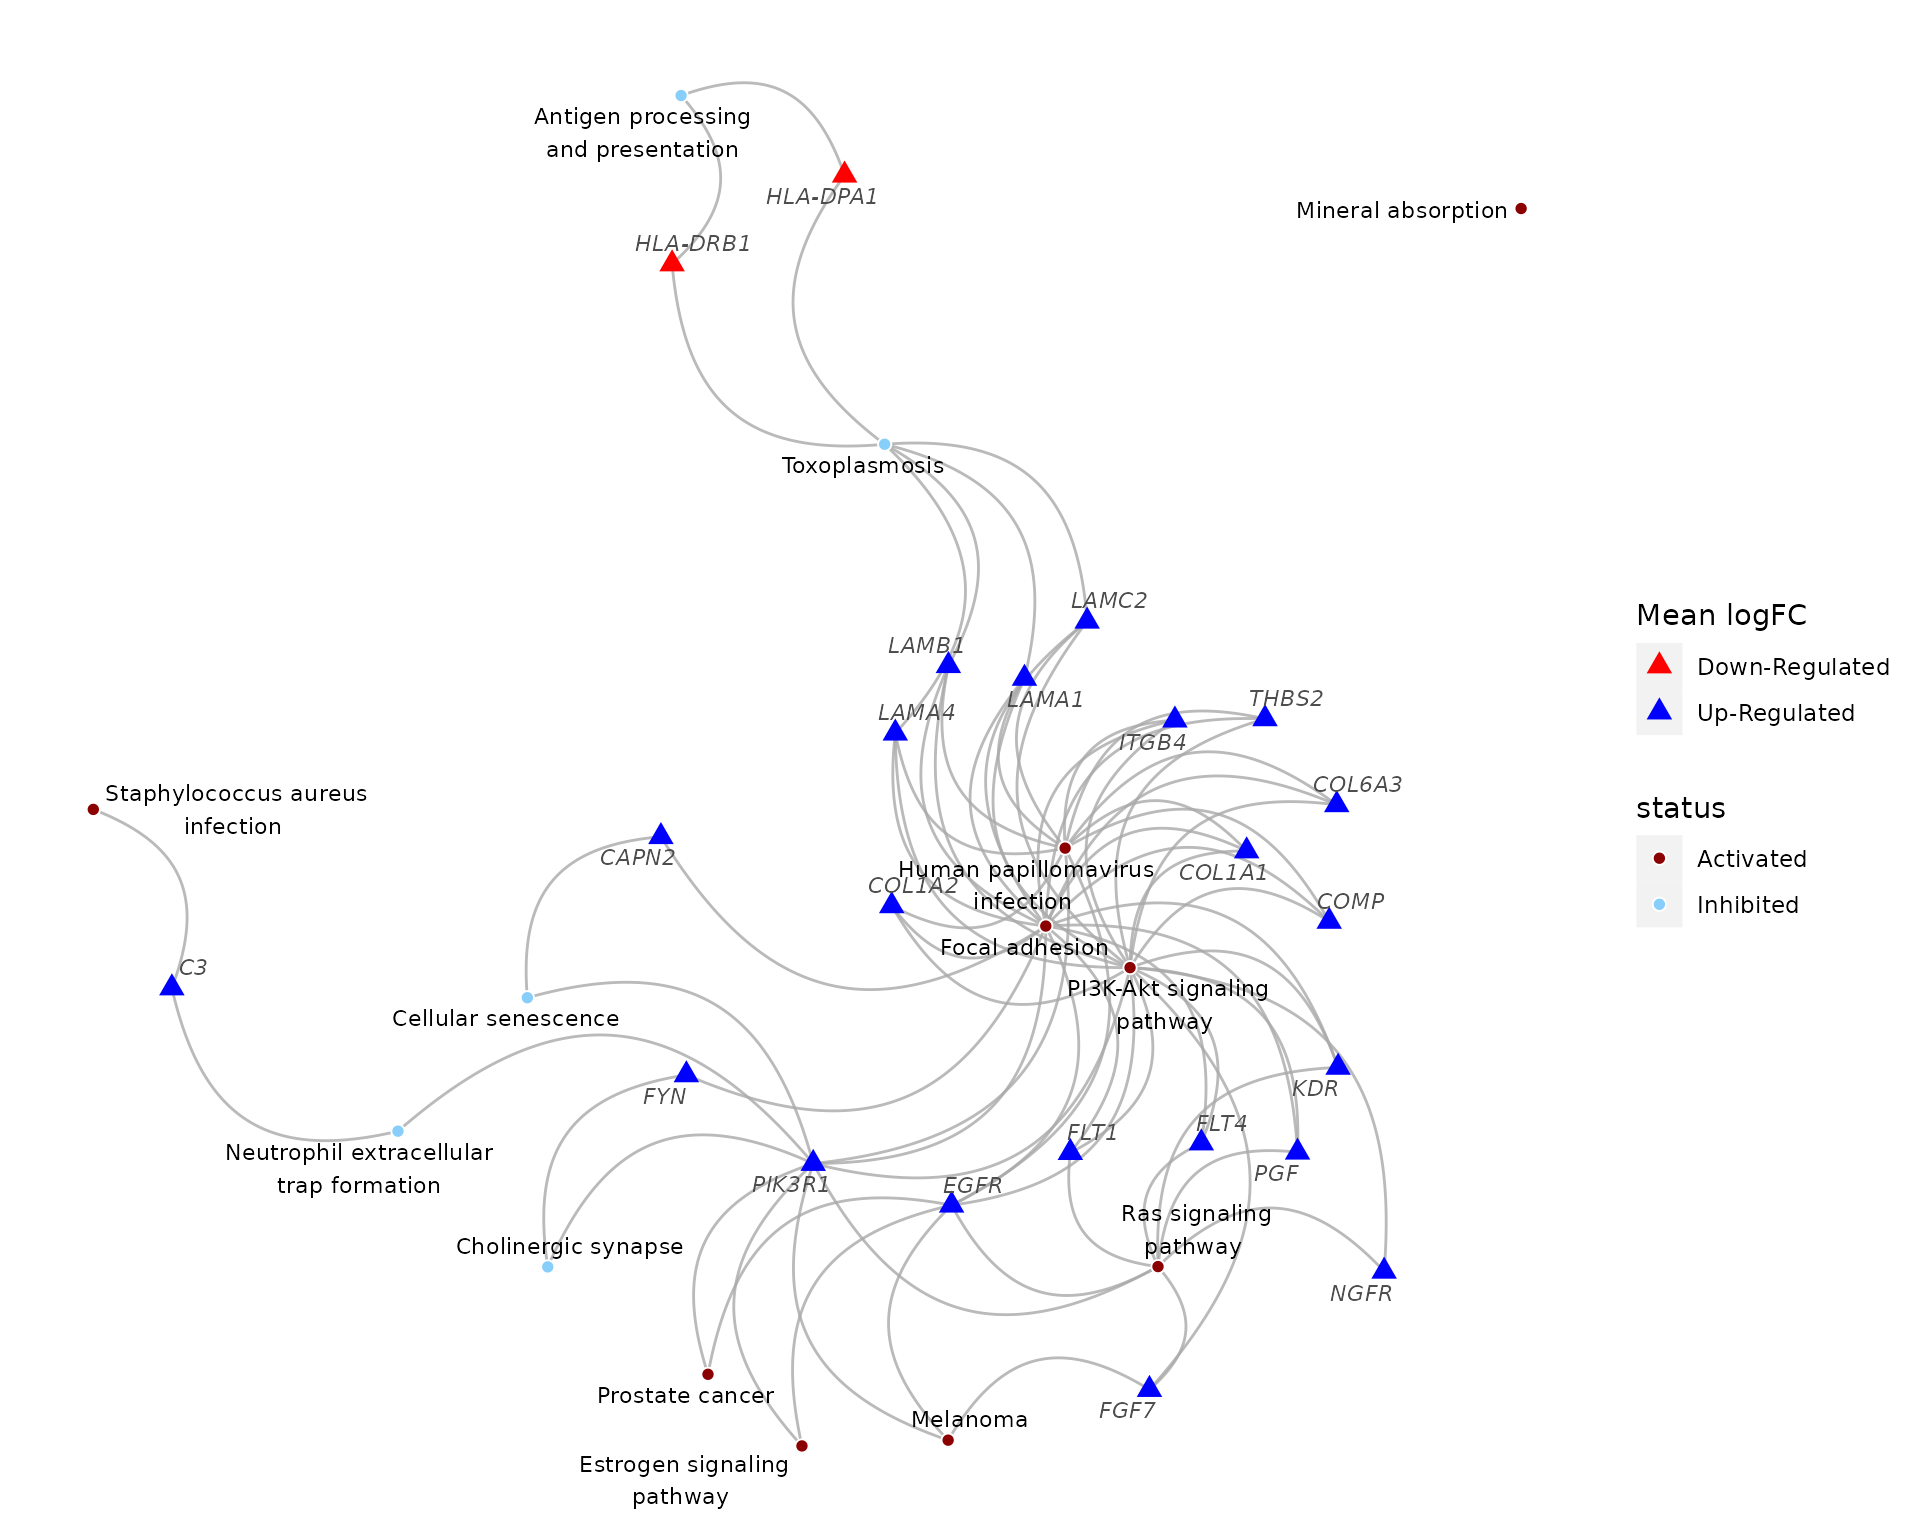 Antigen processing
and presentation
HLA-DPA1
Mineral absorption
HLA-DRB1
Toxoplasmosis
LAMC2
LAMB1
LAMA1
LAMA4
THBS2
ITGB4
COL6A3
Staphylococcus aureus
infection
CAPN2
Human papillomavirus
infection
COL1A2
COL1A1
COMP
Focal adhesion
C3
PI3K-Akt signaling
pathway
Cellular senescence
FYN
KDR
FLT1
FLT4
Neutrophil extracellular
trap formation
PIK3R1
EGFR
PGF
Ras signaling
pathway
Cholinergic synapse
NGFR
Prostate cancer
Melanoma
FGF7
Estrogen signaling
pathway
Mean logFC
Down-Regulated
Up-Regulated
status
Activated
Inhibited